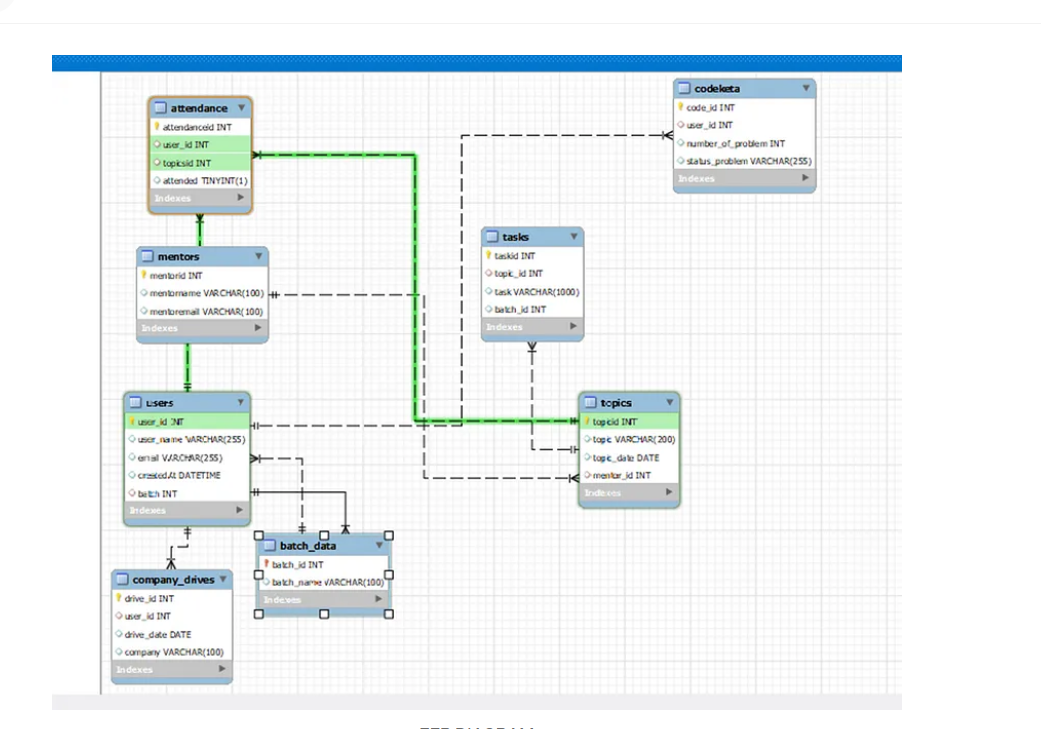 attendance
attendanceid INT
user_id INT
topicsid INT
attended TINYINT(1)
Indexes
mentors
mentorid INT
mentorname VARCHAR(100)
mentoremail VARCHAR(100)
Indexes
users
user_id INT
user_name VARCHAR(255)
email VARCHAR(255)
createdAt DATETIME
batch INT
Indexes
company_drives
drive_id INT
user_id INT
drive_date DATE
company VARCHAR(100)
Indexes
batch_data
batch_id INT
batch_name VARCHAR(100)
Indexes
codeketa
code_id INT
user_id INT
number_of_problem INT
status_problem VARCHAR(255)
Indexes
tasks
taskid INT
topic_id INT
task VARCHAR(1000)
batch_id INT
Indexes
topics
topcid INT
topic VARCHAR(200)
topic_date DATE
mentor_id INT
Indexes